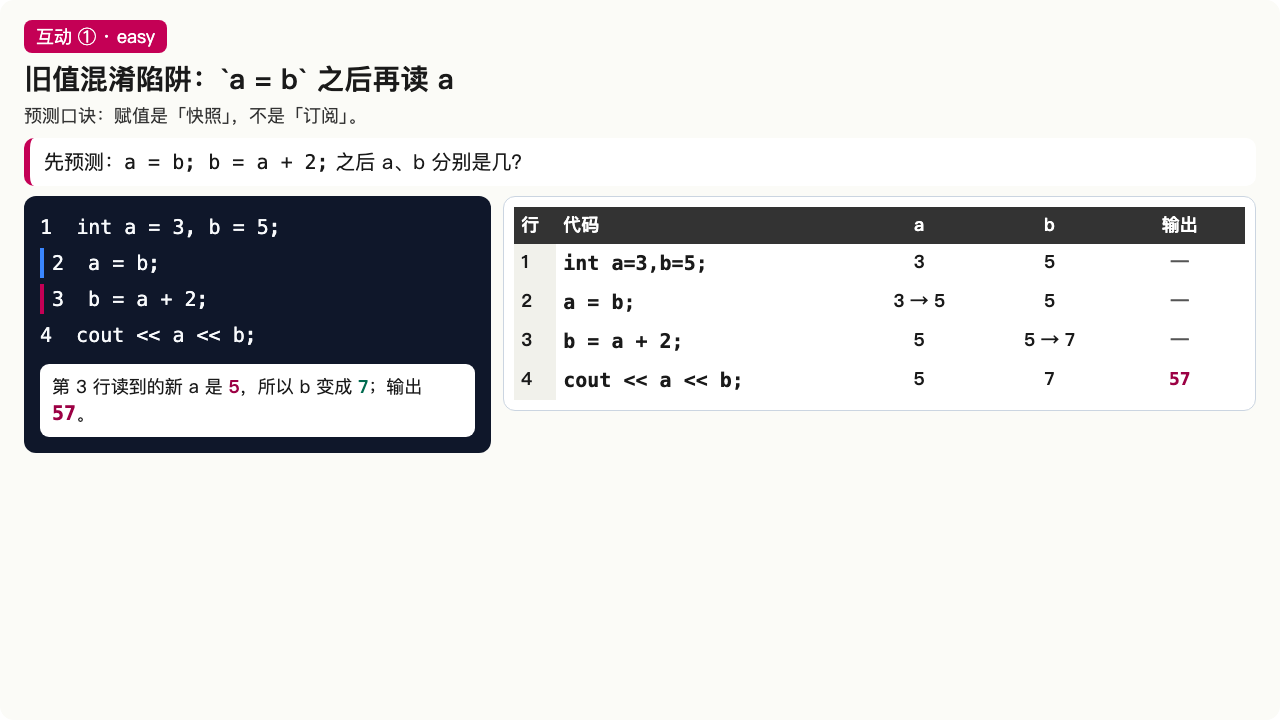 互动 ① · easy
旧值混淆陷阱：`a = b` 之后再读 a
预测口诀：赋值是「快照」，不是「订阅」。
先预测：a = b; b = a + 2; 之后 a、b 分别是几？
1 int a = 3, b = 5;
2 a = b;
3 b = a + 2;
4 cout << a << b;
第 3 行读到的新 a 是 5，所以 b 变成 7；输出
57。
行 代码 a b 输出
1 int a=3,b=5; 3 5 —
2 a = b; 3 → 5 5 —
3 b = a + 2; 5 5 → 7 —
4 cout << a << b; 5 7 57